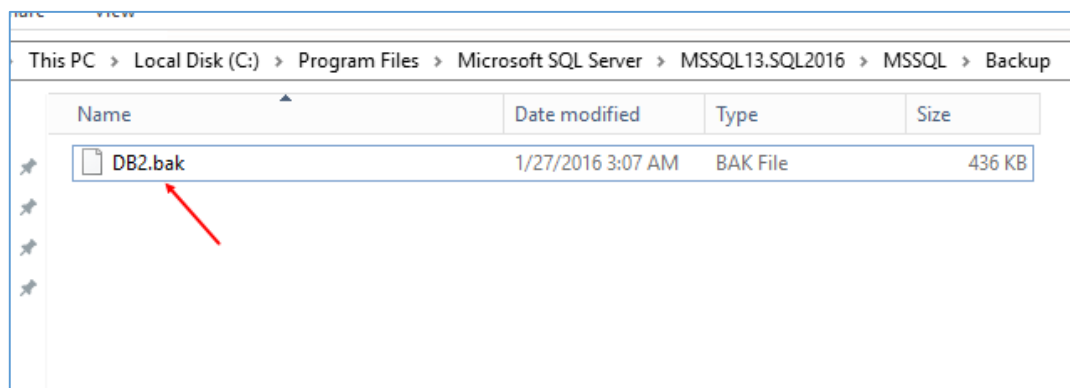 This PC > Local Disk (C:) > Program Files > Microsoft SQL Server > MSSQL13.SQL2016 > MSSQL > Backup
Name Date modified Type Size
DB2.bak 1/27/2016 3:07 AM BAK File 436 KB